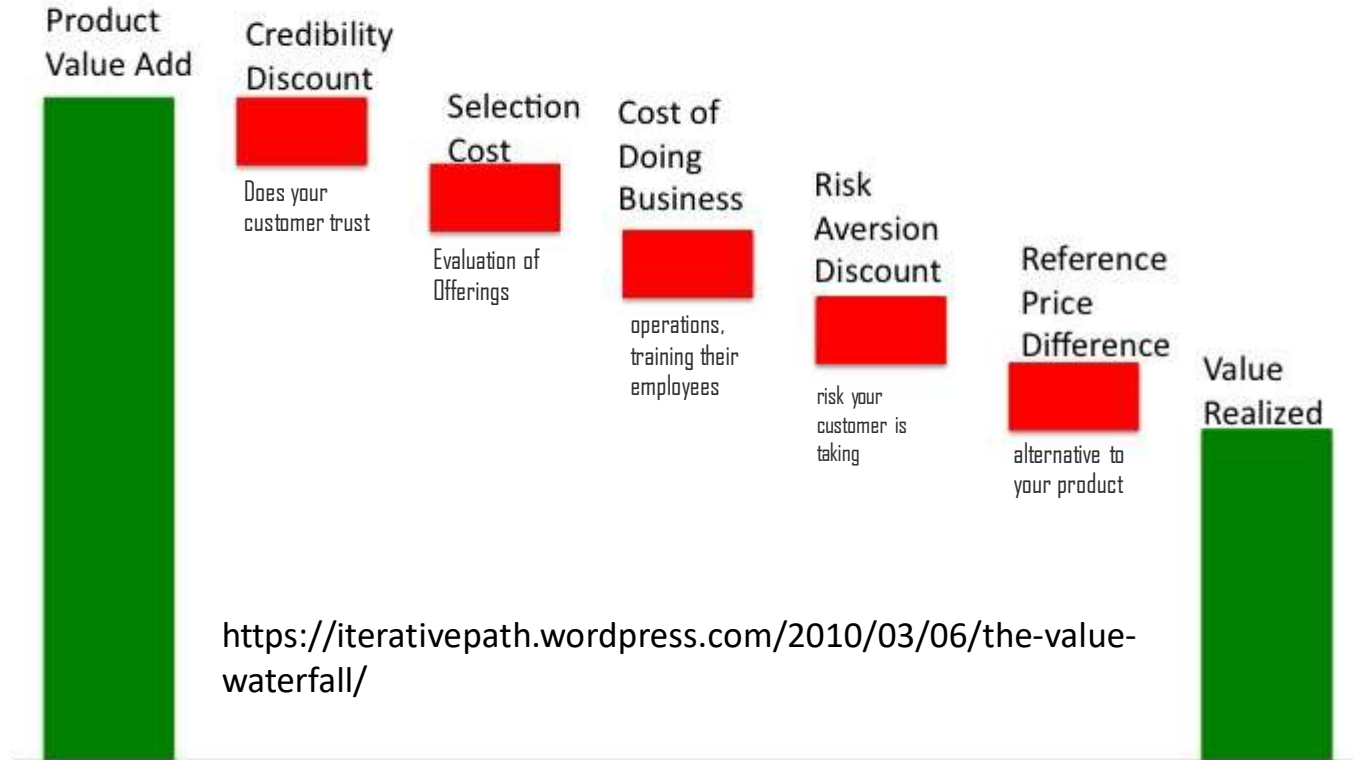 Product
Value Add
Credibility
Discount
Does your
customer trust
Selection
Cost
Evaluation of
Offerings
Cost of
Doing
Business
operations,
training their
employees
Risk
Aversion
Discount
risk your
customer is
taking
Reference
Price
Difference
alternative to
your product
Value
Realized
https://iterativepath.wordpress.com/2010/03/06/the-value-
waterfall/